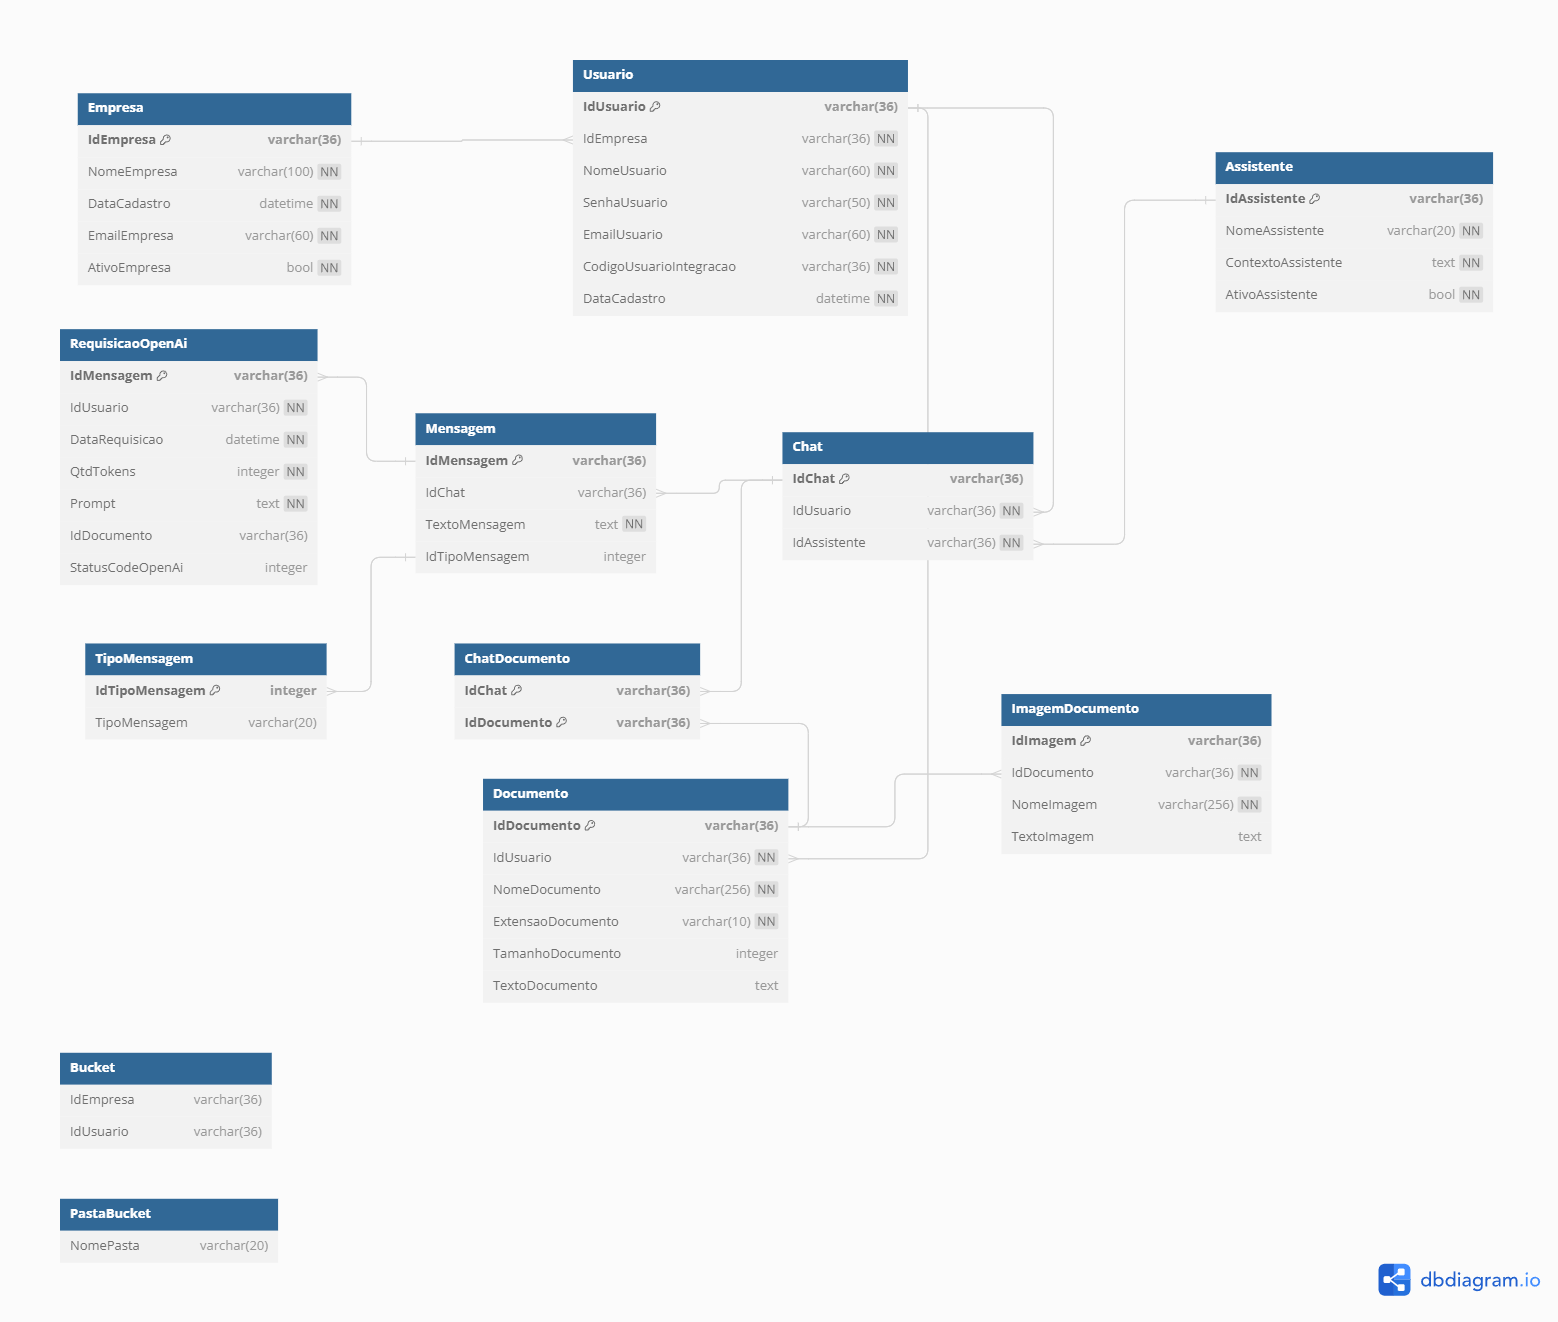 Empresa
IdEmpresa varchar(36)
NomeEmpresa varchar(100) NN
DataCadastro datetime NN
EmailEmpresa varchar(60) NN
AtivoEmpresa bool NN
Usuario
IdUsuario varchar(36)
IdEmpresa varchar(36) NN
NomeUsuario varchar(60) NN
SenhaUsuario varchar(50) NN
EmailUsuario varchar(60) NN
CodigoUsuarioIntegracao varchar(36) NN
DataCadastro datetime NN
Assistente
IdAssistente varchar(36)
NomeAssistente varchar(20) NN
ContextoAssistente text NN
AtivoAssistente bool NN
RequisicaoOpenAi
IdMensagem varchar(36)
IdUsuario varchar(36) NN
DataRequisicao datetime NN
QtdTokens integer NN
Prompt text NN
IdDocumento varchar(36)
StatusCodeOpenAi integer
Mensagem
IdMensagem varchar(36)
IdChat varchar(36)
TextoMensagem text NN
IdTipoMensagem integer
Chat
IdChat varchar(36)
IdUsuario varchar(36) NN
IdAssistente varchar(36) NN
TipoMensagem
IdTipoMensagem integer
TipoMensagem varchar(20)
ChatDocumento
IdChat varchar(36)
IdDocumento varchar(36)
ImagemDocumento
IdImagem varchar(36)
IdDocumento varchar(36) NN
NomeImagem varchar(256) NN
TextoImagem text
Documento
IdDocumento varchar(36)
IdUsuario varchar(36) NN
NomeDocumento varchar(256) NN
ExtensaoDocumento varchar(10) NN
TamanhoDocumento integer
TextoDocumento text
Bucket
IdEmpresa varchar(36)
IdUsuario varchar(36)
PastaBucket
NomePasta varchar(20)
dbdiagram.io